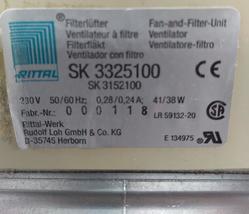 Filterlüfter Fan-and-Filter-Unit
Ventilateur à filtre Ventilator
Filterfläkt Ventilatore-filtro
Ventilador con filtro
RITTAL
SK 3325100 CE
SK 3152100
230 V 50/60 Hz, 0,28/0,24 A; 41/38 W
Fabr.-Nr. 000118 LR 59132-20 SA
Rittal-Werk
Rudolf Loh GmbH & Co. KG
D-35745 Herborn E 134975